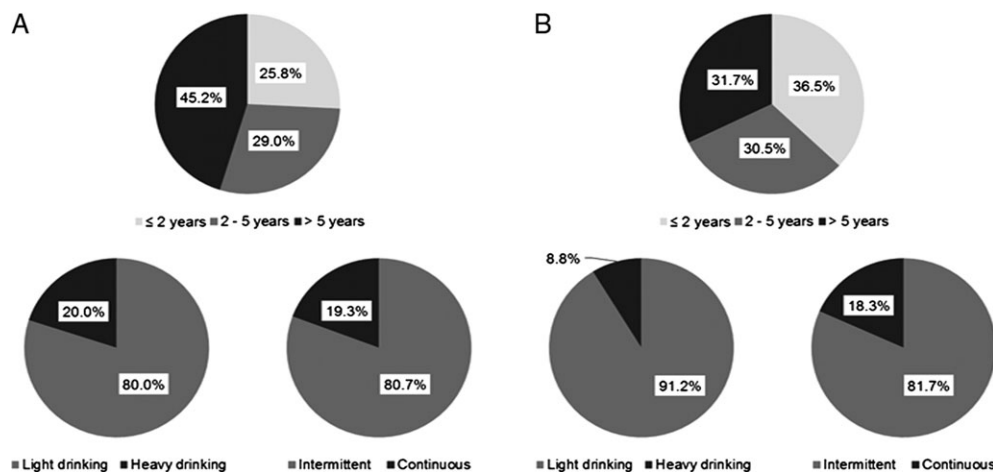 A
25.8%
45.2%
29.0%
≤ 2 years 2 - 5 years > 5 years
20.0%
80.0%
Light drinking Heavy drinking
19.3%
80.7%
Intermittent Continuous
B
31.7%
36.5%
30.5%
≤ 2 years 2 - 5 years > 5 years
8.8%
91.2%
Light drinking Heavy drinking
18.3%
81.7%
Intermittent Continuous